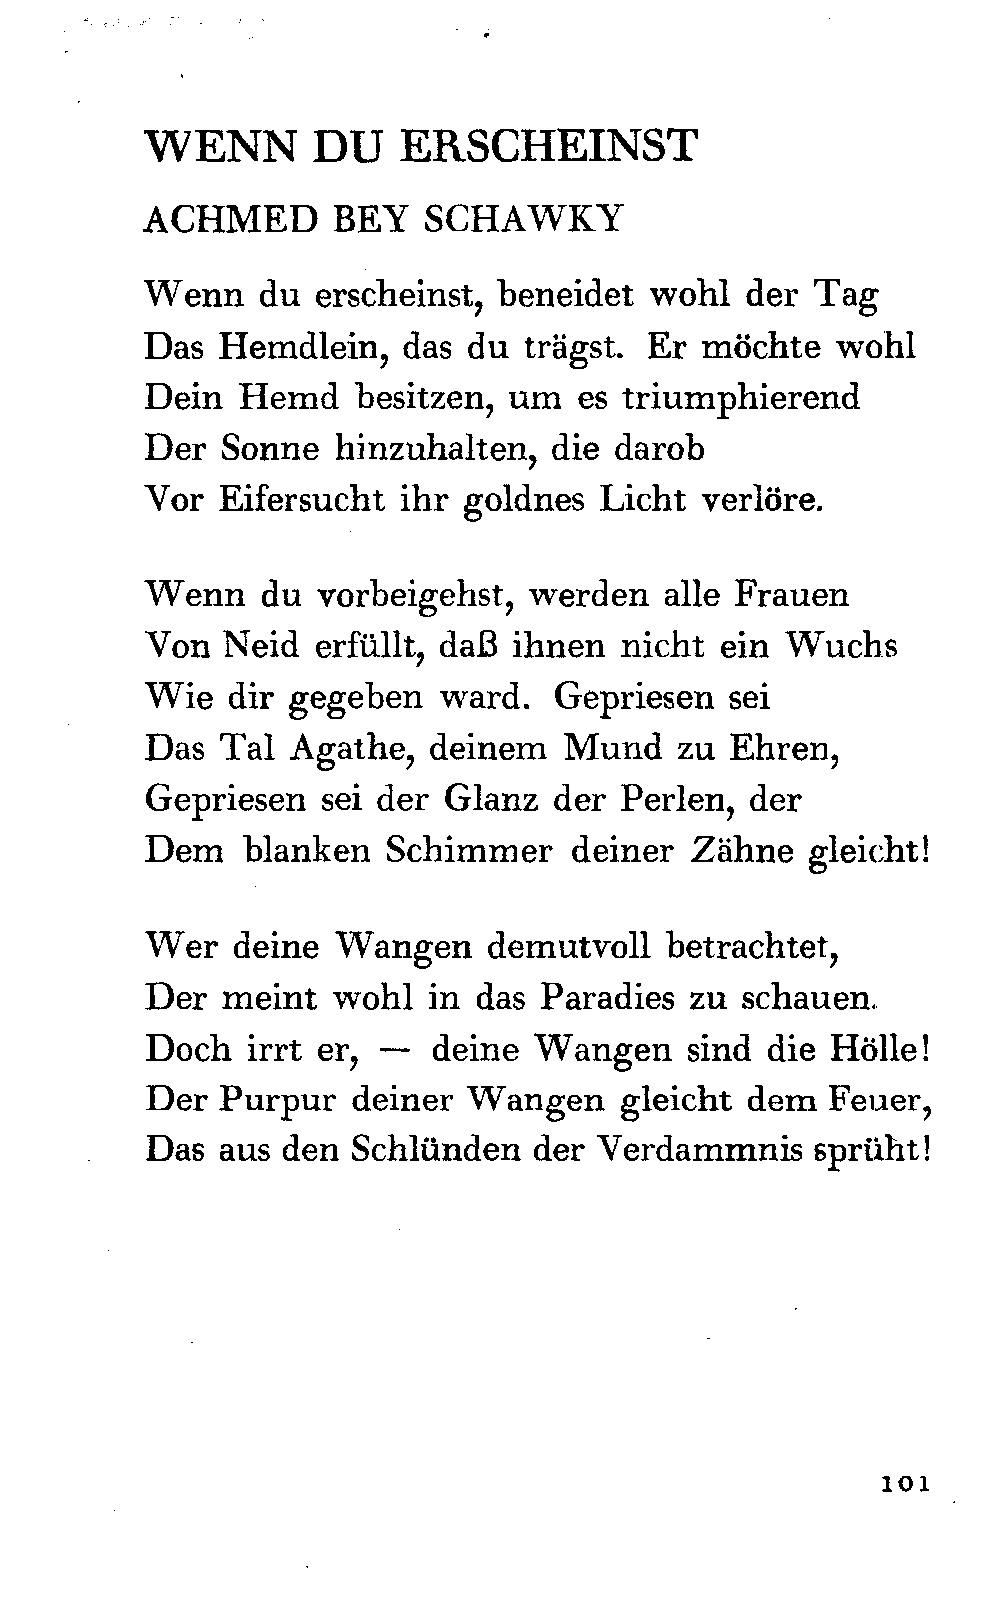 WENN DU ERSCHEINST
ACHMED BEY SCHAWKY
Wenn du erscheinst, beneidet wohl der Tag
Das Hemdlein, das du trägst. Er möchte wohl
Dein Hemd besitzen, um es triumphierend
Der Sonne hinzuhalten, die darob
Vor Eifersucht ihr goldnes Licht verlöre.
Wenn du vorbeigehst, werden alle Frauen
Von Neid erfüllt, daß ihnen nicht ein Wuchs
Wie dir gegeben ward. Gepriesen sei
Das Tal Agathe, deinem Mund zu Ehren,
Gepriesen sei der Glanz der Perlen, der
Dem blanken Schimmer deiner Zähne gleicht!
Wer deine Wangen demutvoll betrachtet,
Der meint wohl in das Paradies zu schauen.
Doch irrt er, — deine Wangen sind die Hölle!
Der Purpur deiner Wangen gleicht dem Feuer,
Das aus den Schlünden der Verdammnis sprüht!
101